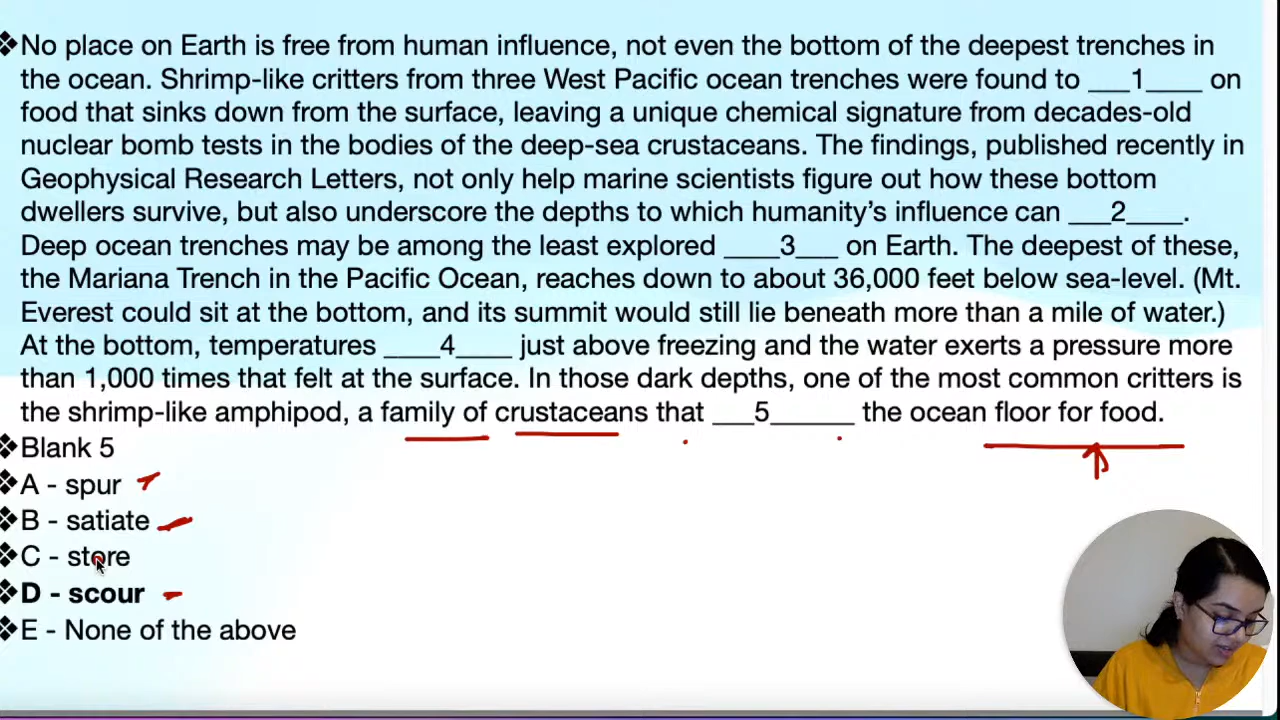 ❖No place on Earth is free from human influence, not even the bottom of the deepest trenches in
the ocean. Shrimp-like critters from three West Pacific ocean trenches were found to ___1____ on
food that sinks down from the surface, leaving a unique chemical signature from decades-old
nuclear bomb tests in the bodies of the deep-sea crustaceans. The findings, published recently in
Geophysical Research Letters, not only help marine scientists figure out how these bottom
dwellers survive, but also underscore the depths to which humanity’s influence can ___2____.
Deep ocean trenches may be among the least explored ____3___ on Earth. The deepest of these,
the Mariana Trench in the Pacific Ocean, reaches down to about 36,000 feet below sea-level. (Mt.
Everest could sit at the bottom, and its summit would still lie beneath more than a mile of water.)
At the bottom, temperatures ____4____ just above freezing and the water exerts a pressure more
than 1,000 times that felt at the surface. In those dark depths, one of the most common critters is
the shrimp-like amphipod, a family of crustaceans that ___5______ the ocean floor for food.
❖Blank 5
❖A - spur
❖B - satiate
❖C - store
❖D - scour
❖E - None of the above